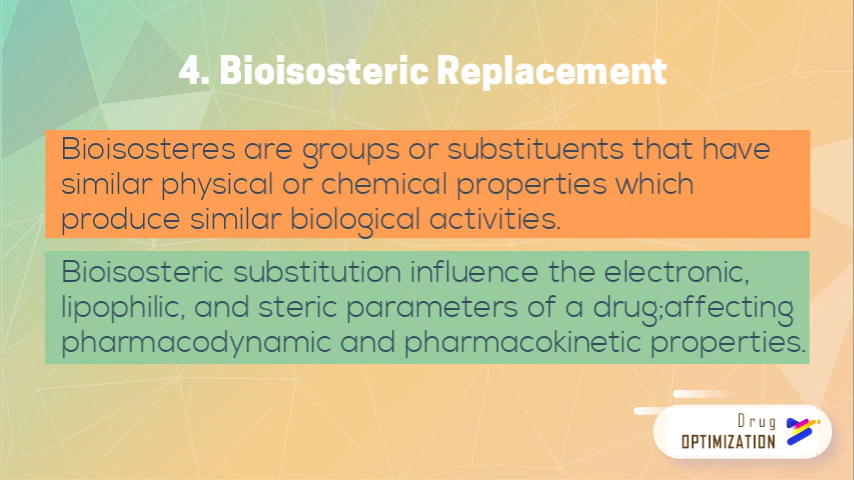 4. Bioisosteric Replacement
Bioisosteres are groups or substituents that have
similar physical or chemical properties which
produce similar biological activities.
Bioisosteric substitution influence the electronic,
lipophilic, and steric parameters of a drug;affecting
pharmacodynamic and pharmacokinetic properties.
Drug
OPTIMIZATION